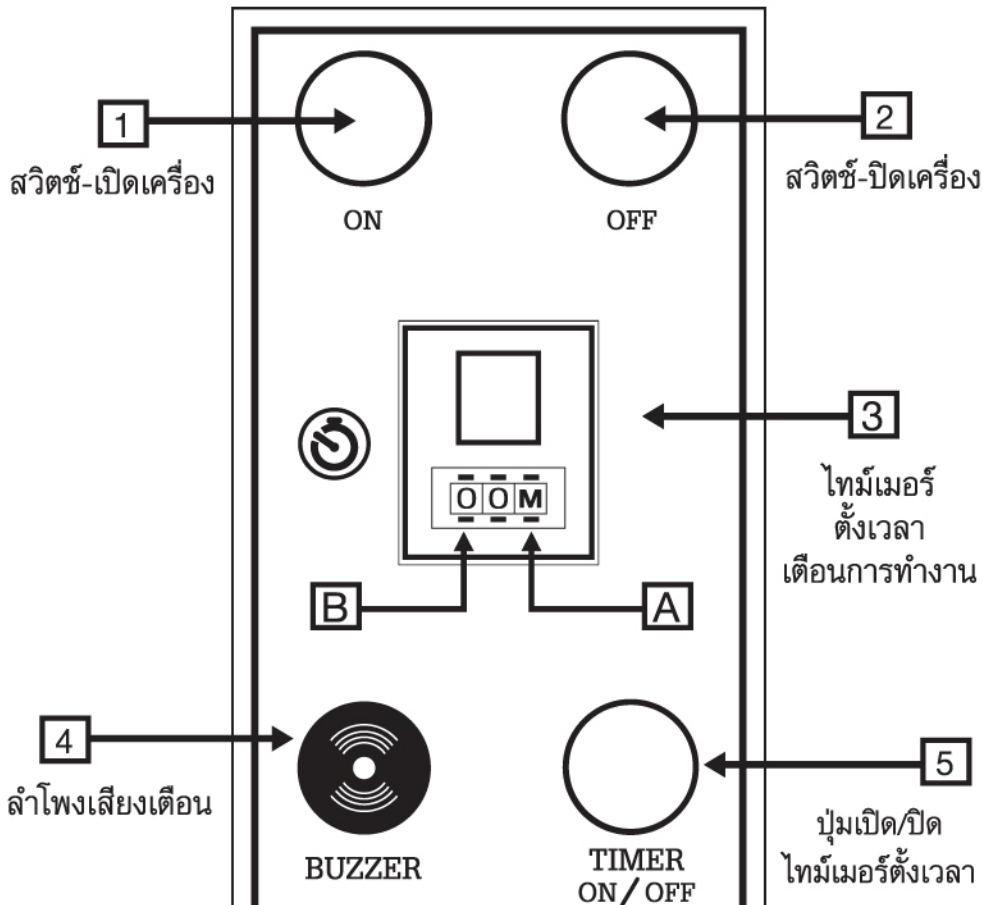 1
สวิตช์-เปิดเครื่อง
ON
2
สวิตช์-ปิดเครื่อง
OFF
3
ไทม์เมอร์
ตั้งเวลา
เตือนการทำงาน
0 0 M
B
A
4
ลำโพงเสียงเตือน
BUZZER
5
ปุ่มเปิด/ปิด
ไทม์เมอร์ตั้งเวลา
TIMER
ON / OFF